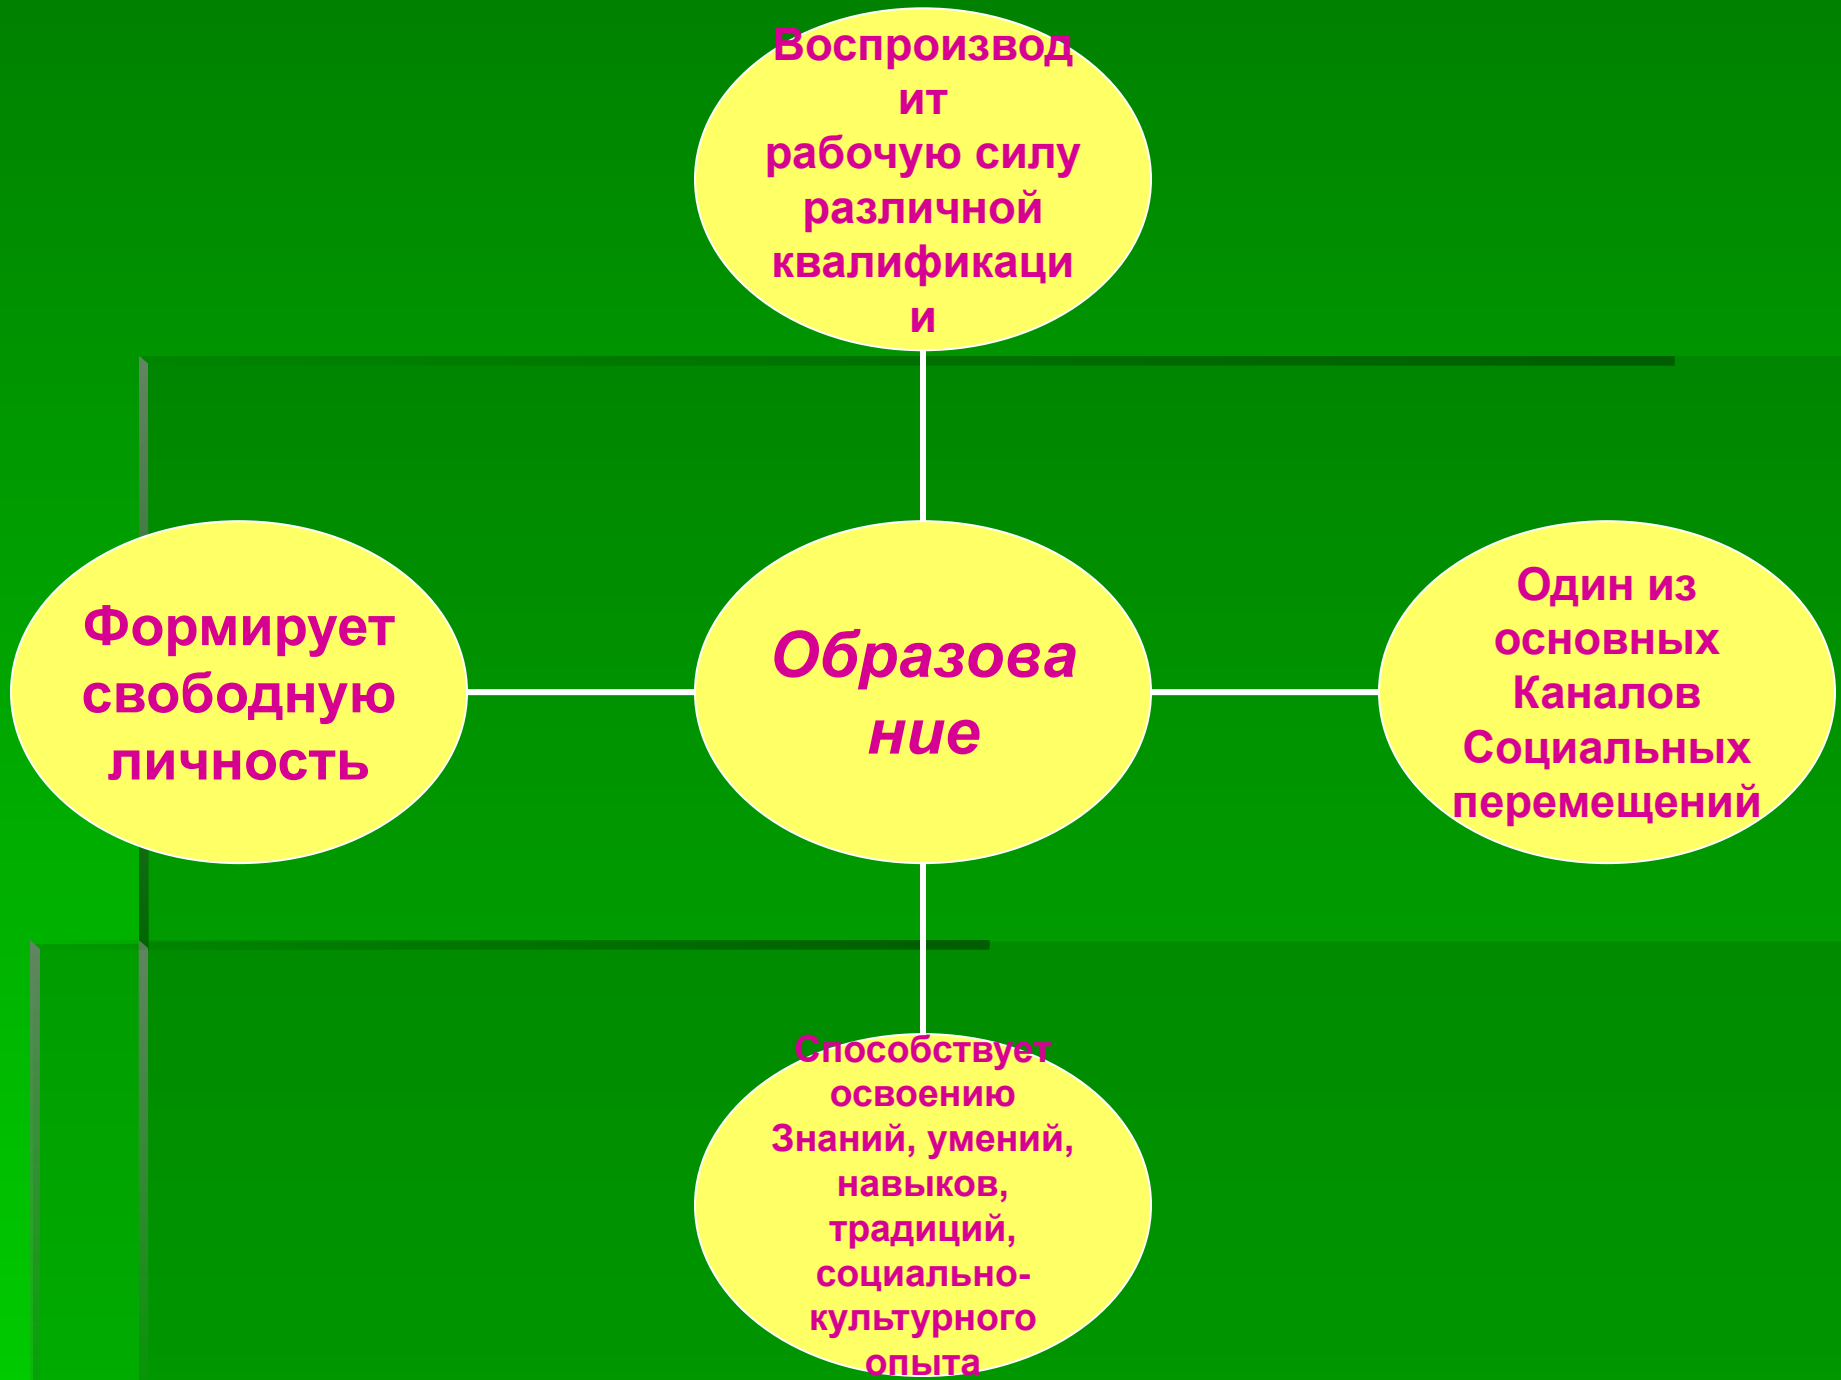 Воспроизвод
ит
рабочую силу
различной
квалификаци
и
Формирует
свободную
личность
Образова
ние
Один из
основных
Каналов
Социальных
перемещений
Способствует
освоению
Знаний, умений,
навыков,
традиций,
социально-
культурного
опыта